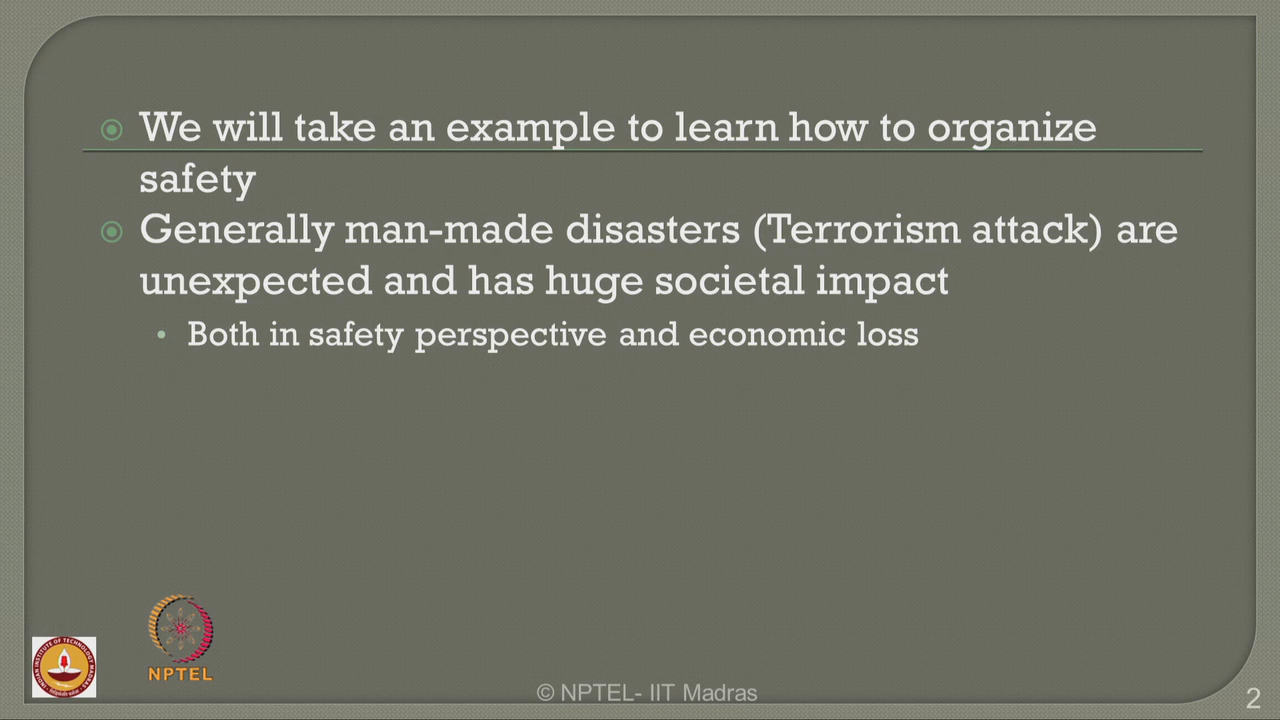 We will take an example to learn how to organize
safety
Generally man-made disasters (Terrorism attack) are
unexpected and has huge societal impact
Both in safety perspective and economic loss
NPTEL
© NPTEL- IIT Madras
2